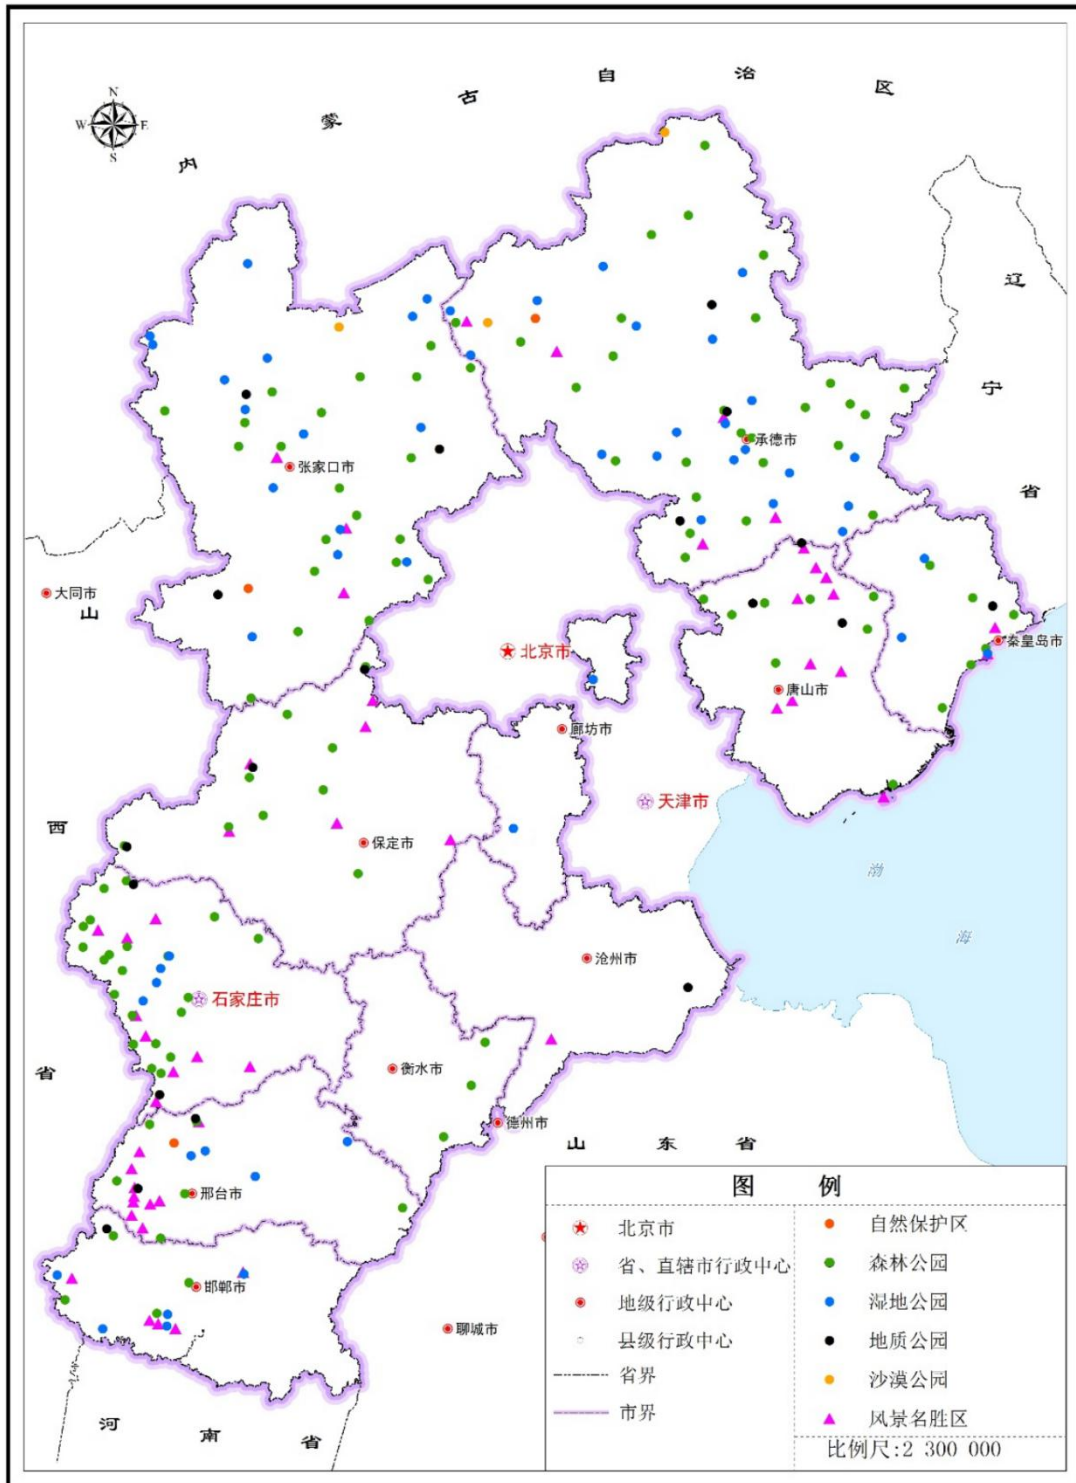 内 蒙 古 自 治 区
N
W E
S
辽 宁 省
承德市
张家口市
大同市
山 西 省
北京市
秦皇岛市
唐山市
廊坊市
天津市
保定市
渤 海
沧州市
石家庄市
衡水市
德州市
山 东 省
邢台市
邯郸市
聊城市
河 南 省
图 例
北京市
省、直辖市行政中心
地级行政中心
县级行政中心
省界
市界
自然保护区
森林公园
湿地公园
地质公园
沙漠公园
风景名胜区
比例尺:2 300 000